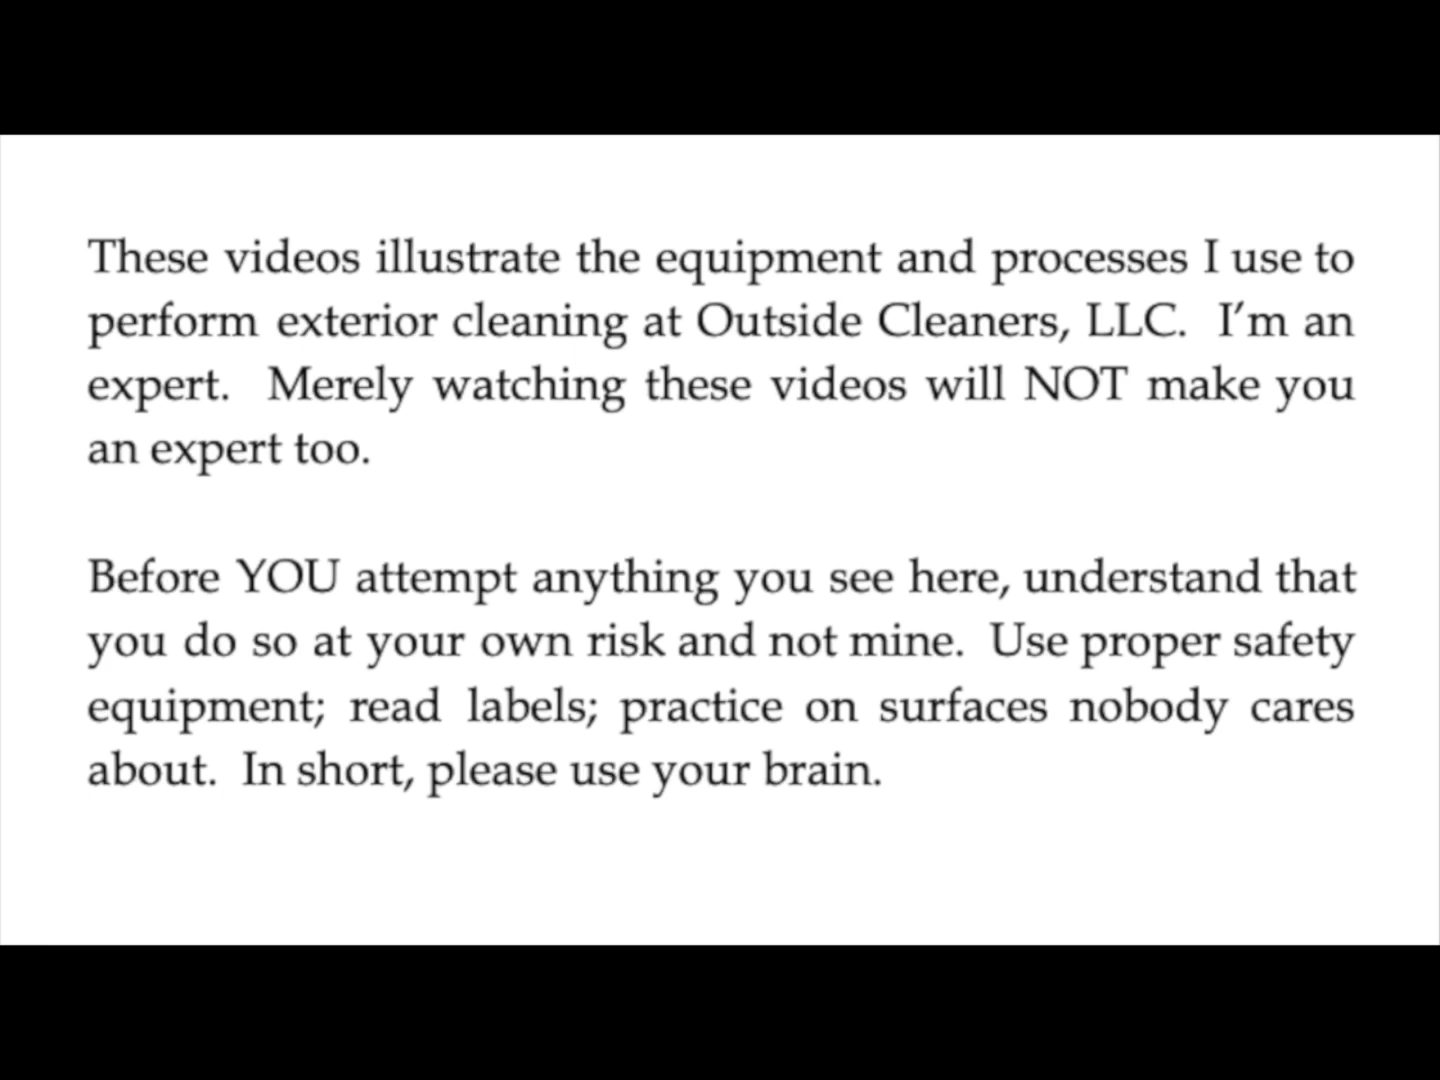 These videos illustrate the equipment and processes I use to
perform exterior cleaning at Outside Cleaners, LLC.  I’m an
expert.  Merely watching these videos will NOT make you
an expert too.
Before YOU attempt anything you see here, understand that
you do so at your own risk and not mine.  Use proper safety
equipment; read labels; practice on surfaces nobody cares
about.  In short, please use your brain.